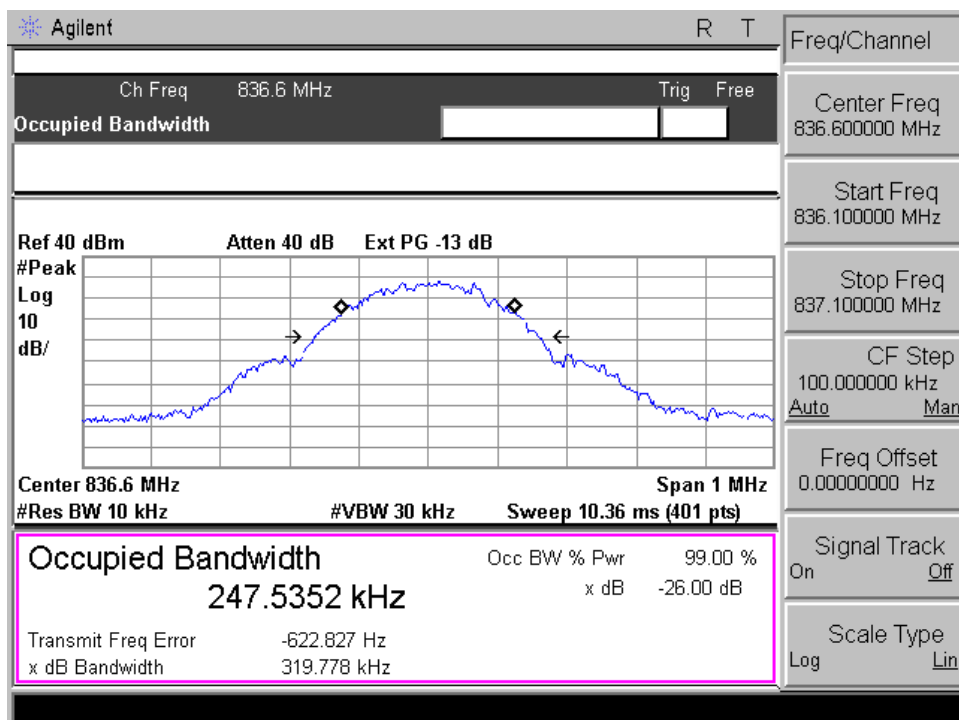 Agilent R T
Ch Freq 836.6 MHz Trig Free
Occupied Bandwidth
Ref 40 dBm Atten 40 dB Ext PG -13 dB
#Peak
Log
10
dB/
Center 836.6 MHz Span 1 MHz
#Res BW 10 kHz #VBW 30 kHz Sweep 10.36 ms (401 pts)
Occupied Bandwidth Occ BW % Pwr 99.00 %
247.5352 kHz x dB -26.00 dB
Transmit Freq Error -622.827 Hz
x dB Bandwidth 319.778 kHz
Freq/Channel
Center Freq
836.600000 MHz
Start Freq
836.100000 MHz
Stop Freq
837.100000 MHz
CF Step
100.000000 kHz
Auto Man
Freq Offset
0.00000000 Hz
Signal Track
On Off
Scale Type
Log Lin